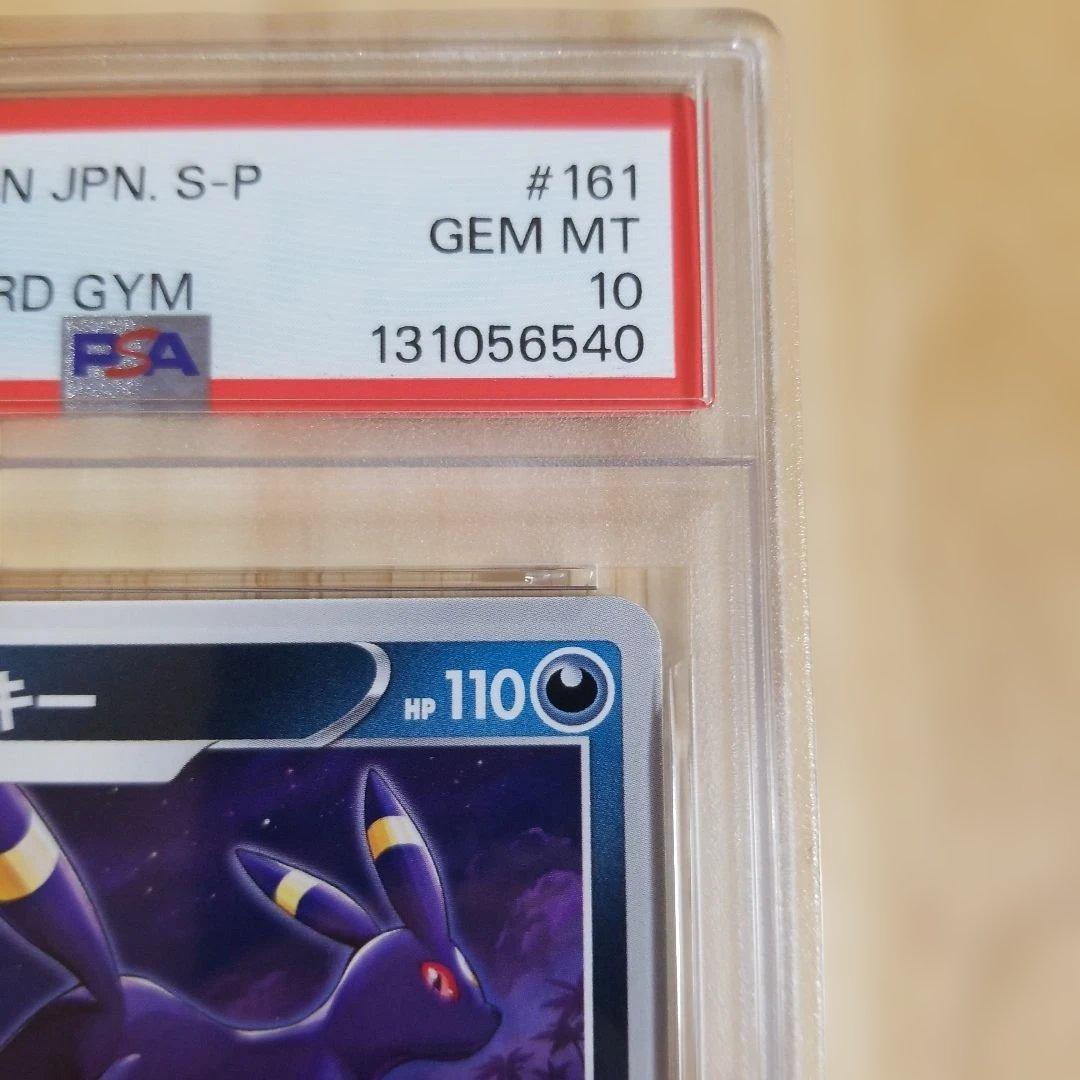 N JPN. S-P #161
GEM MT
RD GYM 10
PSA 131056540
キー HP 110